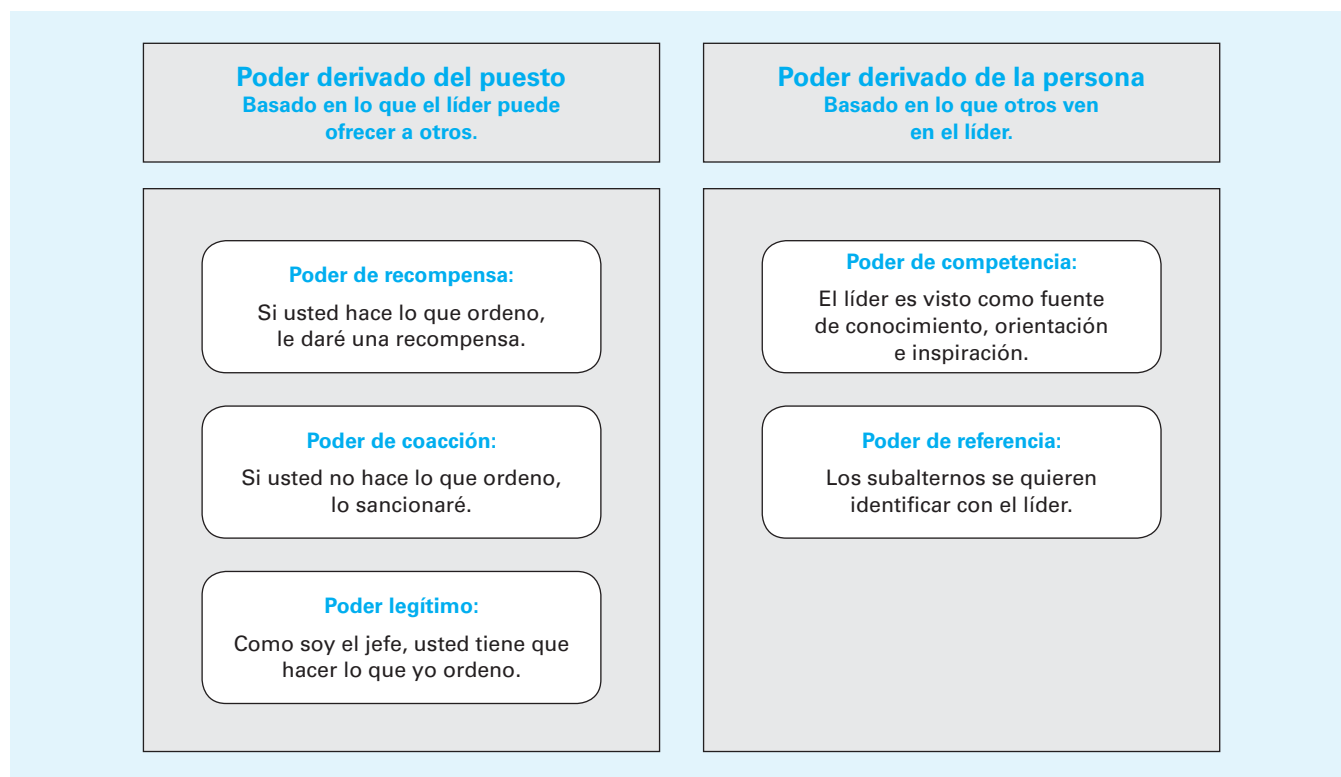 Poder derivado del puesto
Basado en lo que el líder puede
ofrecer a otros.
Poder de recompensa:
Si usted hace lo que ordeno,
le daré una recompensa.
Poder de coacción:
Si usted no hace lo que ordeno,
lo sancionaré.
Poder legítimo:
Como soy el jefe, usted tiene que
hacer lo que yo ordeno.
Poder derivado de la persona
Basado en lo que otros ven
en el líder.
Poder de competencia:
El líder es visto como fuente
de conocimiento, orientación
e inspiración.
Poder de referencia:
Los subalternos se quieren
identificar con el líder.